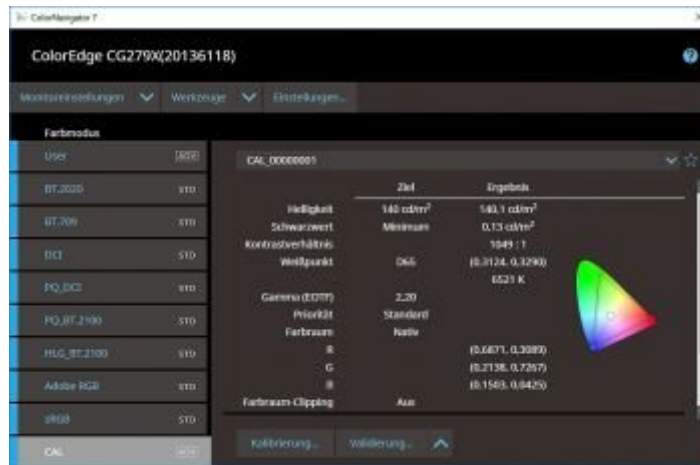 ColorNavigator 7
ColorEdge CG279X(20136118)
Monitoreinstellungen Werkzeuge Einstellungen...
Farbmodus
User ADV
CAL_00000001
Ziel Ergebnis
BT.2020 STD
Helligkeit 140 cd/m² 140,1 cd/m²
BT.709 STD
Schwarzwert Minimum 0,13 cd/m²
Kontrastverhältnis 1049 : 1
DCI STD
Weißpunkt D65 (0.3124, 0.3290)
6521 K
PQ_DCI STD
Gamma (EOTF) 2,20
PQ_BT.2100 STD
Priorität Standard
Farbraum Nativ
HLG_BT.2100 STD
R (0.6871, 0.3089)
G (0.2138, 0.7267)
Adobe RGB STD
B (0.1503, 0.0425)
Farbraum-Clipping Aus
sRGB STD
CAL ADV
Kalibrierung... Validierung...